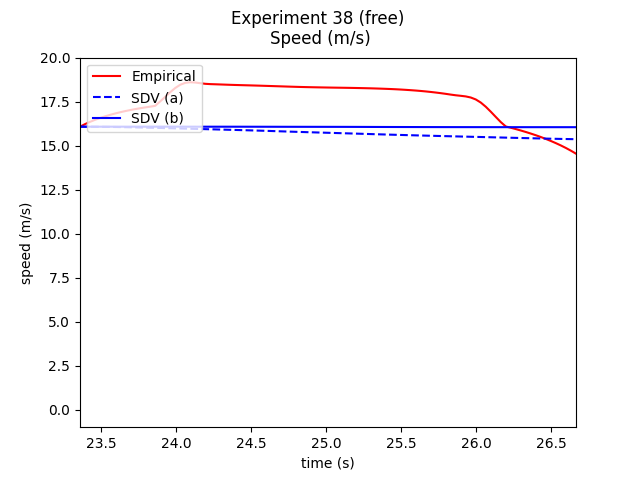 Experiment 38 (free)
Speed (m/s)
20.0
17.5
15.0
12.5
10.0
7.5
5.0
2.5
0.0
speed (m/s)
Empirical
SDV (a)
SDV (b)
23.5 24.0 24.5 25.0 25.5 26.0 26.5
time (s)